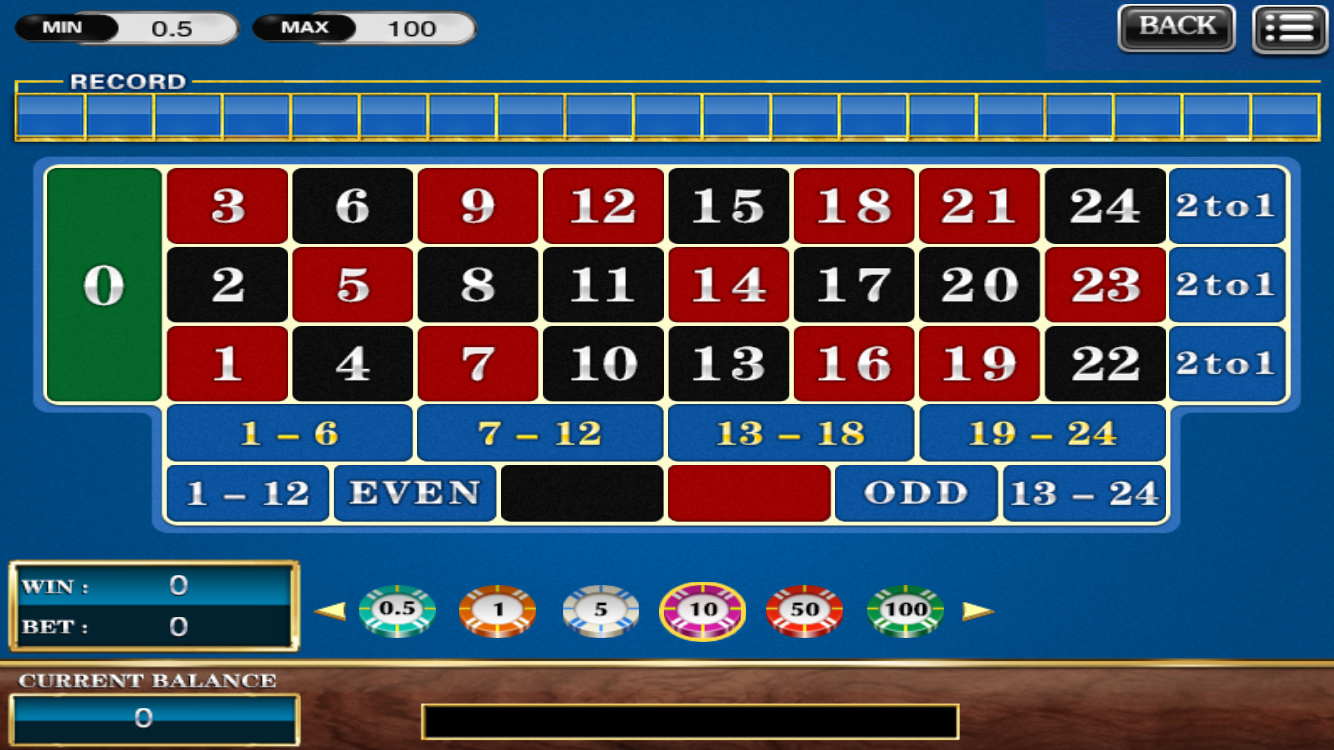 MIN 0.5 MAX 100 BACK
RECORD
3 6 9 12 15 18 21 24 2to1
0 2 5 8 11 14 17 20 23 2to1
1 4 7 10 13 16 19 22 2to1
1 - 6 7 - 12 13 - 18 19 - 24
1 - 12 EVEN ODD 13 - 24
WIN : 0
BET : 0
0.5 1 5 10 50 100
CURRENT BALANCE
0